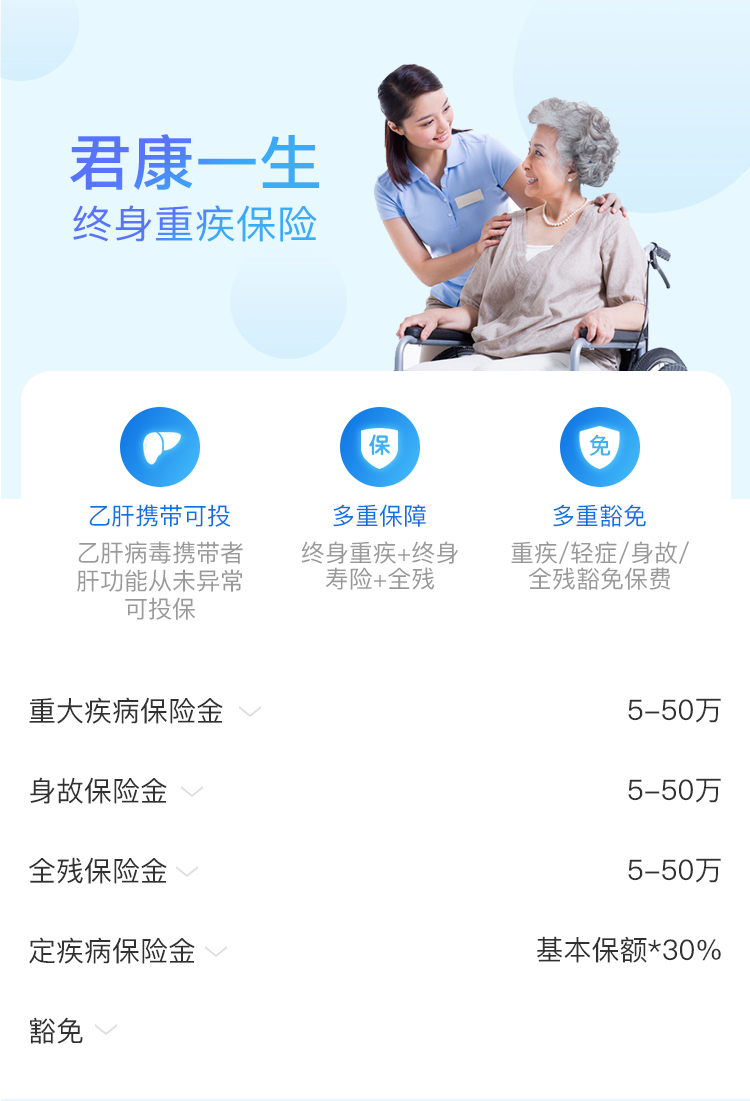 君康一生
终身重疾保险
保
免
乙肝携带可投
多重保障
多重豁免
乙肝病毒携带者
肝功能从未异常
可投保
终身重疾+终身
寿险+全残
重疾/轻症/身故/
全残豁免保费
重大疾病保险金
5-50万
身故保险金
5-50万
全残保险金
5-50万
定疾病保险金
基本保额*30%
豁免